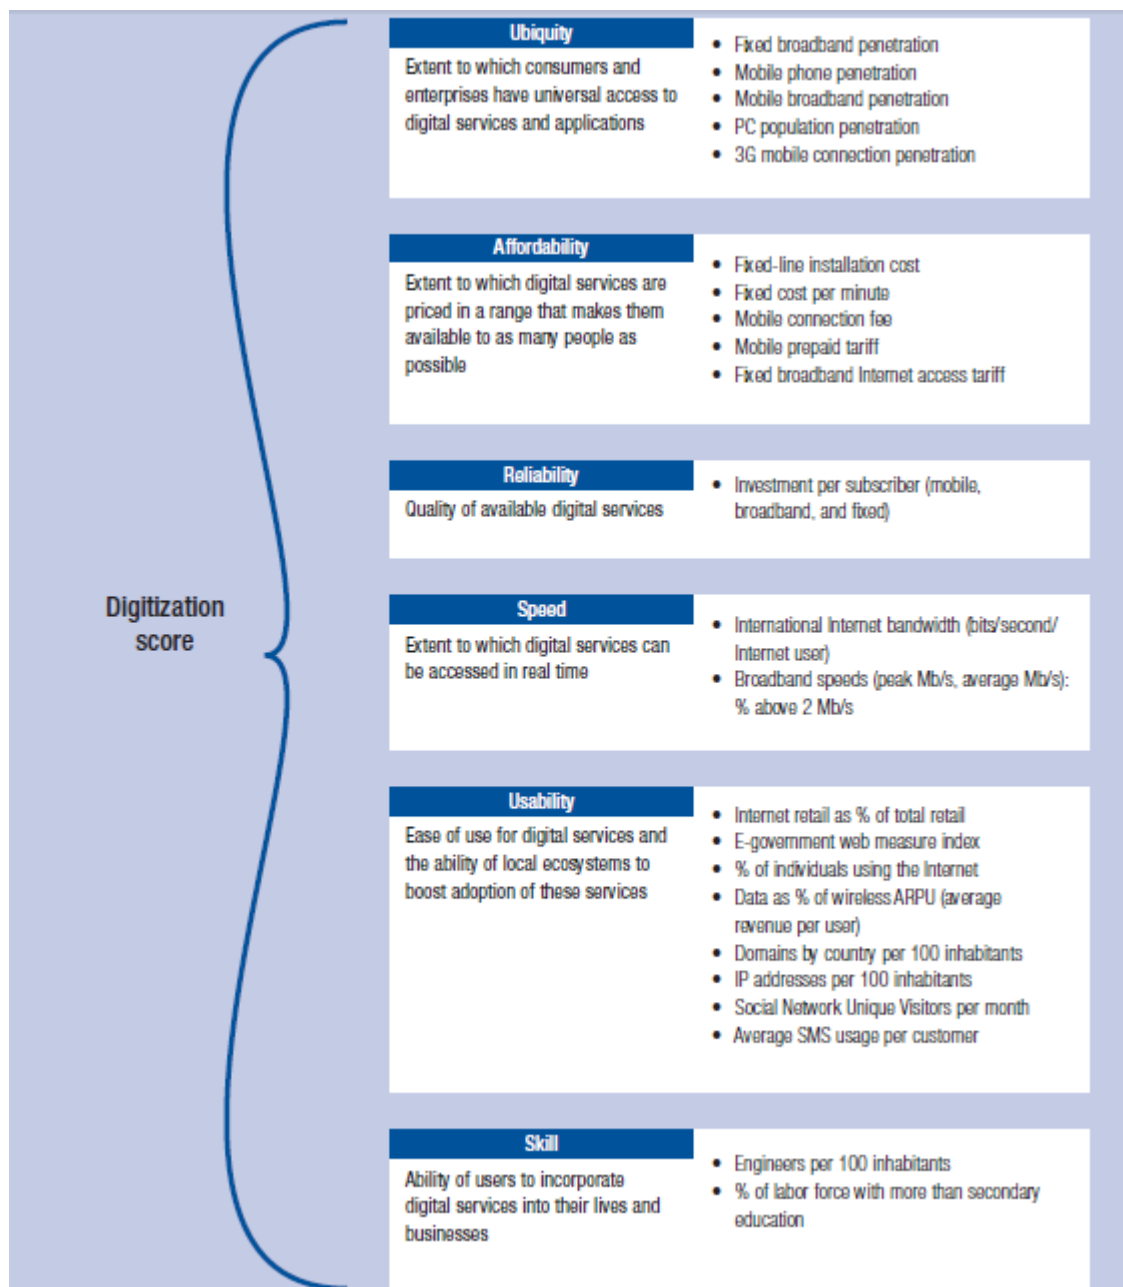 Digitization
score
Ubiquity
Extent to which consumers and
enterprises have universal access to
digital services and applications
• Fixed broadband penetration
• Mobile phone penetration
• Mobile broadband penetration
• PC population penetration
• 3G mobile connection penetration
Affordability
Extent to which digital services are
priced in a range that makes them
available to as many people as
possible
• Fixed-line installation cost
• Fixed cost per minute
• Mobile connection fee
• Mobile prepaid tariff
• Fixed broadband Internet access tariff
Reliability
Quality of available digital services
• Investment per subscriber (mobile,
broadband, and fixed)
Speed
Extent to which digital services can
be accessed in real time
• International Internet bandwidth (bits/second/
Internet user)
• Broadband speeds (peak Mb/s, average Mb/s):
% above 2 Mb/s
Usability
Ease of use for digital services and
the ability of local ecosystems to
boost adoption of these services
• Internet retail as % of total retail
• E-government web measure index
• % of individuals using the Internet
• Data as % of wireless ARPU (average
revenue per user)
• Domains by country per 100 inhabitants
• IP addresses per 100 inhabitants
• Social Network Unique Visitors per month
• Average SMS usage per customer
Skill
Ability of users to incorporate
digital services into their lives and
businesses
• Engineers per 100 inhabitants
• % of labor force with more than secondary
education